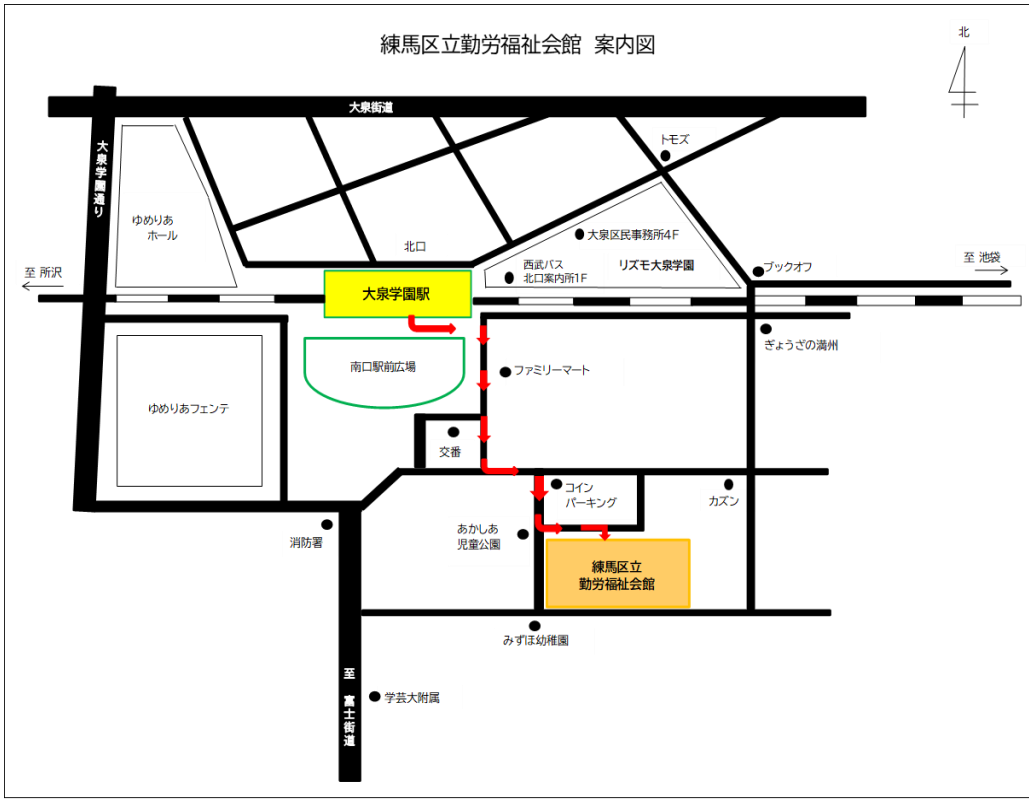 練馬区立勤労福祉会館 案内図
北
大泉街道
大泉学園通り
トモズ
ゆめりあ
ホール
北口
大泉区民事務所4F
西武バス
北口案内所1F
リズモ大泉学園
ブックオフ
至 所沢
至 池袋
大泉学園駅
ぎょうざの満州
南口駅前広場
ファミリーマート
ゆめりあフェンテ
交番
コイン
パーキング
カズン
消防署
あかしあ
児童公園
練馬区立
勤労福祉会館
みずほ幼稚園
至 富士街道
学芸大附属